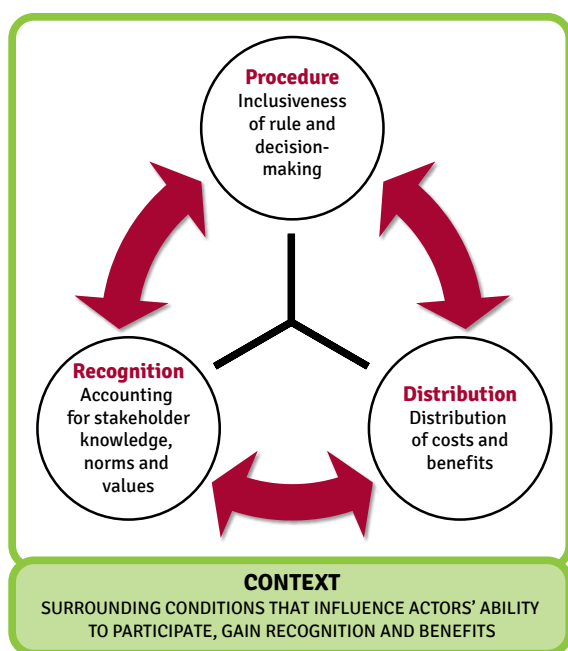 Procedure
Inclusiveness
of rule and
decision-
making
Recognition
Accounting
for stakeholder
knowledge,
norms and
values
Distribution
Distribution
of costs and
benefits
CONTEXT
SURROUNDING CONDITIONS THAT INFLUENCE ACTORS’ ABILITY
TO PARTICIPATE, GAIN RECOGNITION AND BENEFITS